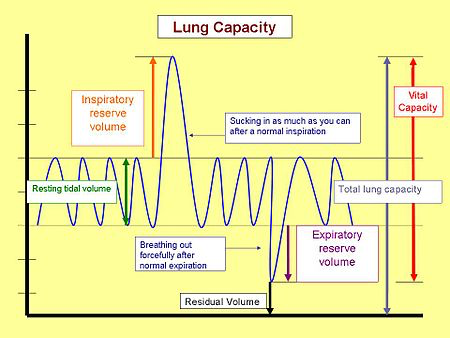 Lung Capacity
Inspiratory
reserve
volume
Sucking in as much as you can
after a normal inspiration
Vital
Capacity
Resting tidal volume
Total lung capacity
Breathing out
forcefully after
normal expiration
Expiratory
reserve
volume
Residual Volume